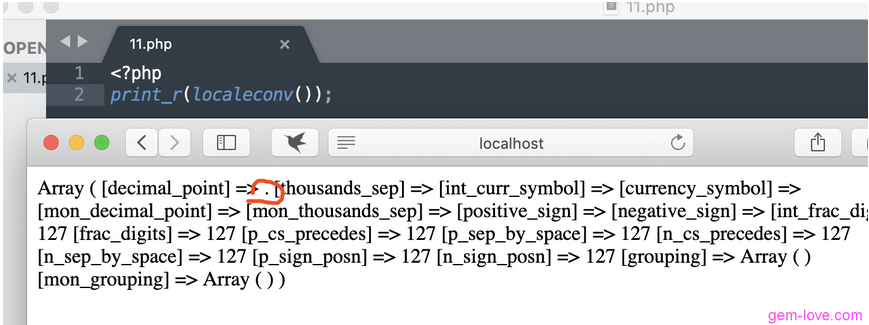 11.php
OPEN
11.php
× 11.p
1 <?php
2 print_r(localeconv());
localhost
Array ( [decimal_point] => . [thousands_sep] => [int_curr_symbol] => [currency_symbol] =>
[mon_decimal_point] => [mon_thousands_sep] => [positive_sign] => [negative_sign] => [int_frac_dig
127 [frac_digits] => 127 [p_cs_precedes] => 127 [p_sep_by_space] => 127 [n_cs_precedes] => 127
[n_sep_by_space] => 127 [p_sign_posn] => 127 [n_sign_posn] => 127 [grouping] => Array ( )
[mon_grouping] => Array ( ) )
gem-love.com